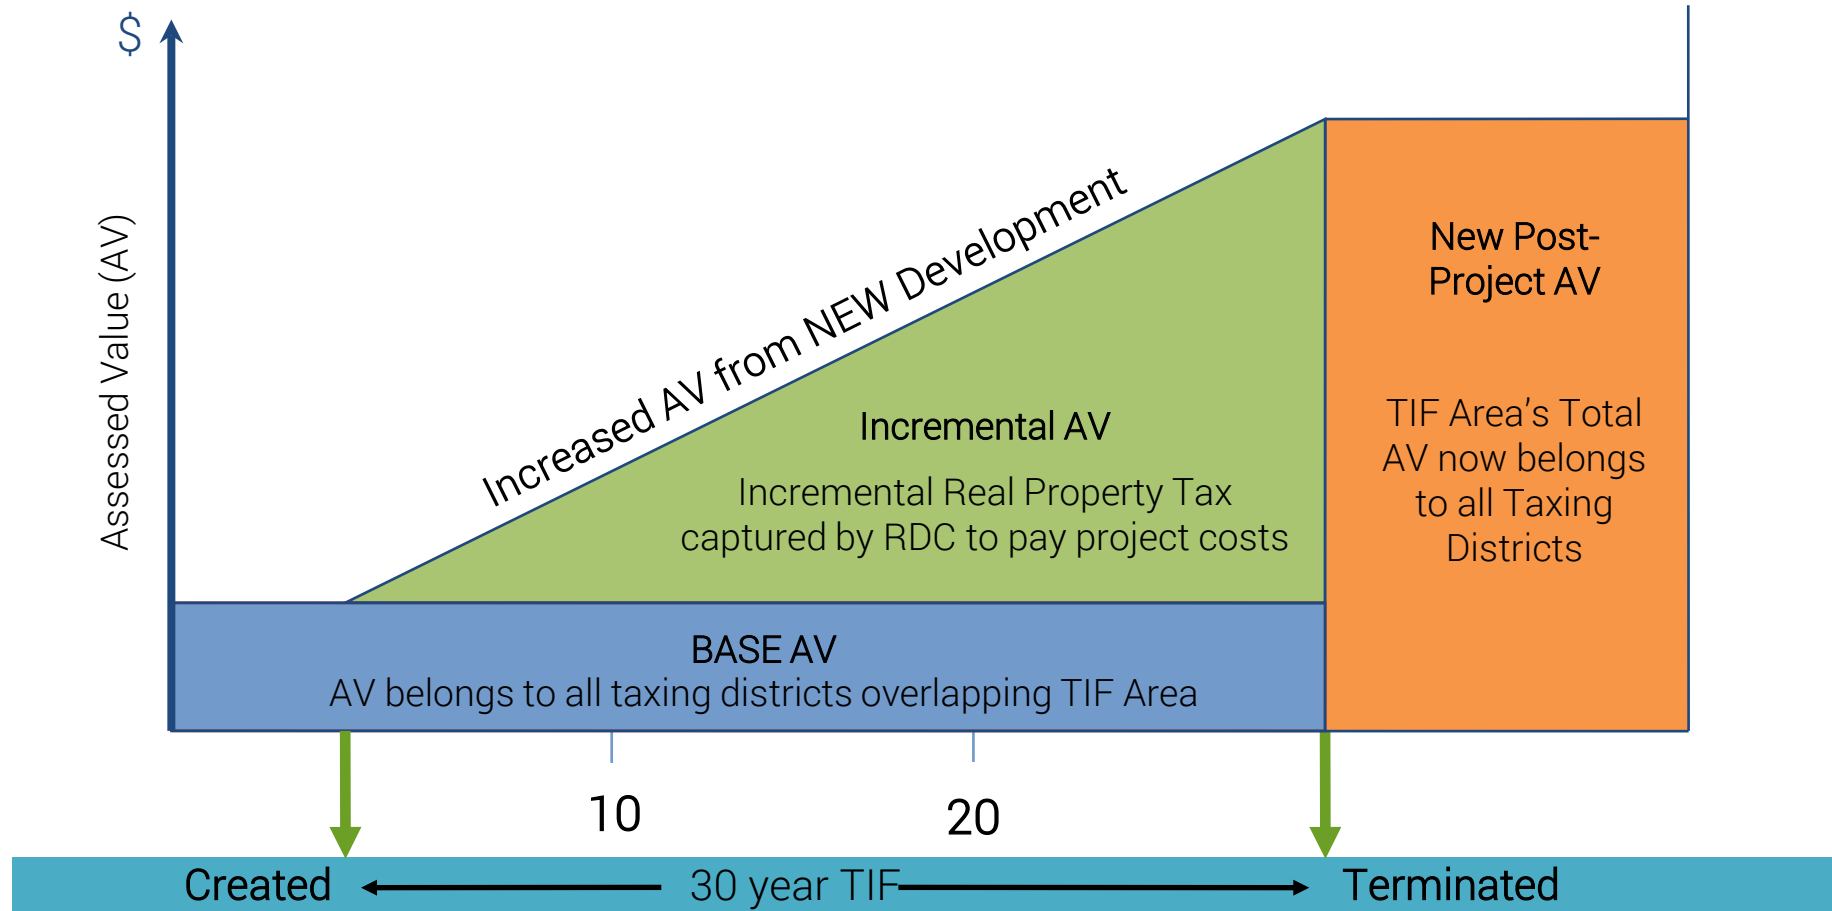 $
Assessed Value (AV)
Increased AV from NEW Development
New Post-
Project AV
TIF Area's Total
AV now belongs
to all Taxing
Districts
Incremental AV
Incremental Real Property Tax
captured by RDC to pay project costs
BASE AV
AV belongs to all taxing districts overlapping TIF Area
10
20
Created
30 year TIF
Terminated